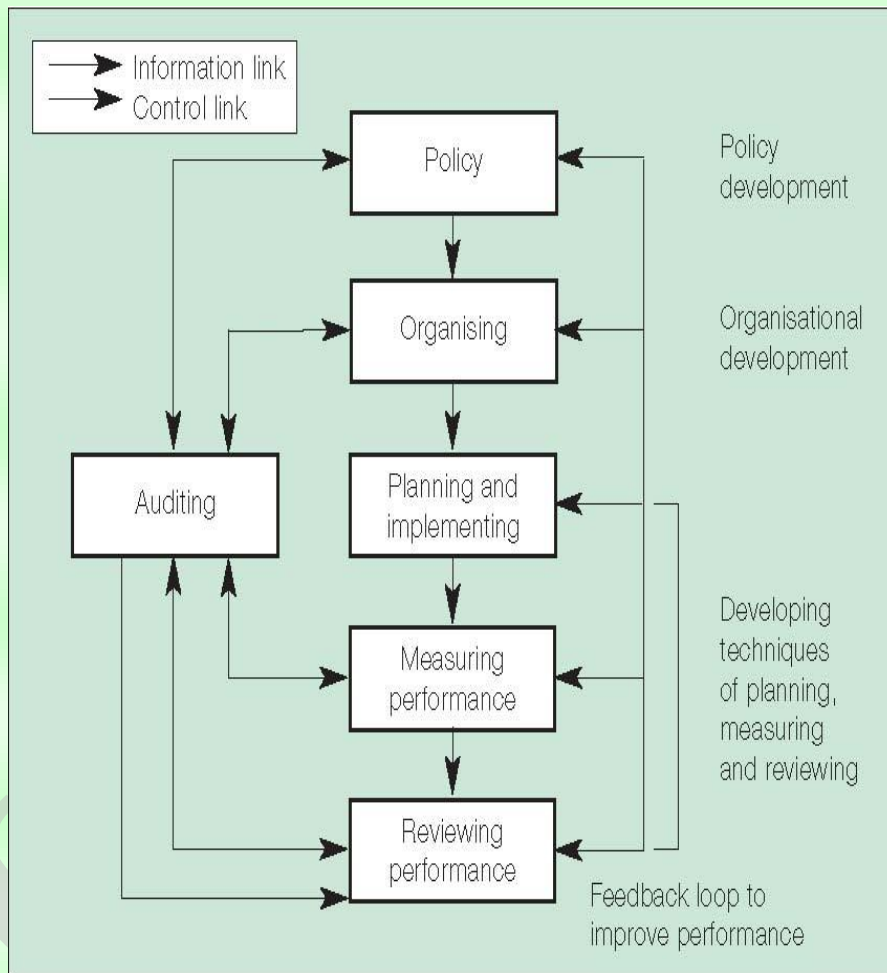 Information link
Control link
Policy
Policy
development
Organising
Organisational
development
Auditing
Planning and
implementing
Measuring
performance
Developing
techniques
of planning,
measuring
and reviewing
Reviewing
performance
Feedback loop to
improve performance